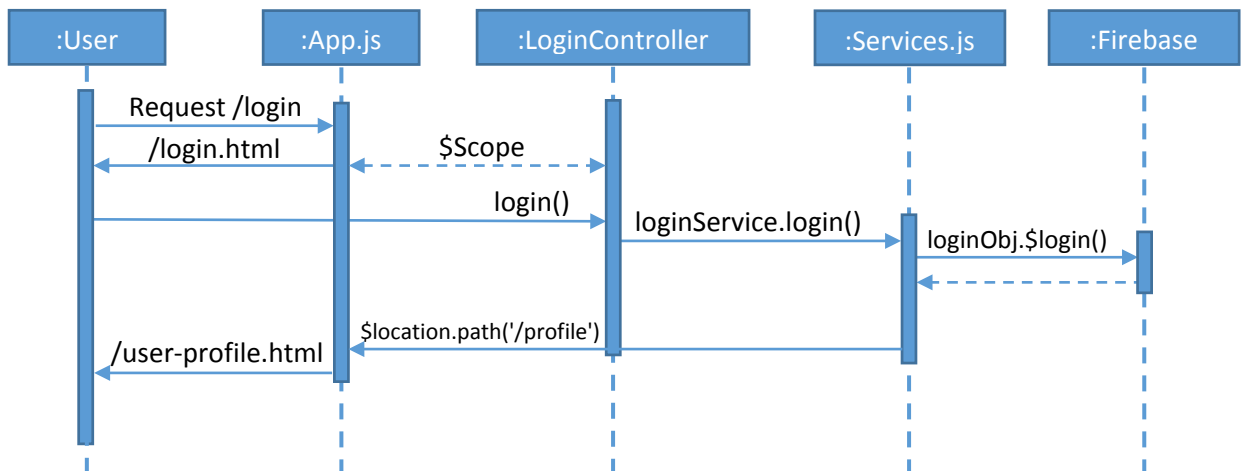 :User
:App.js
:LoginController
:Services.js
:Firebase
Request /login
/login.html
$Scope
login()
loginService.login()
loginObj.$login()
$location.path('/profile')
/user-profile.html